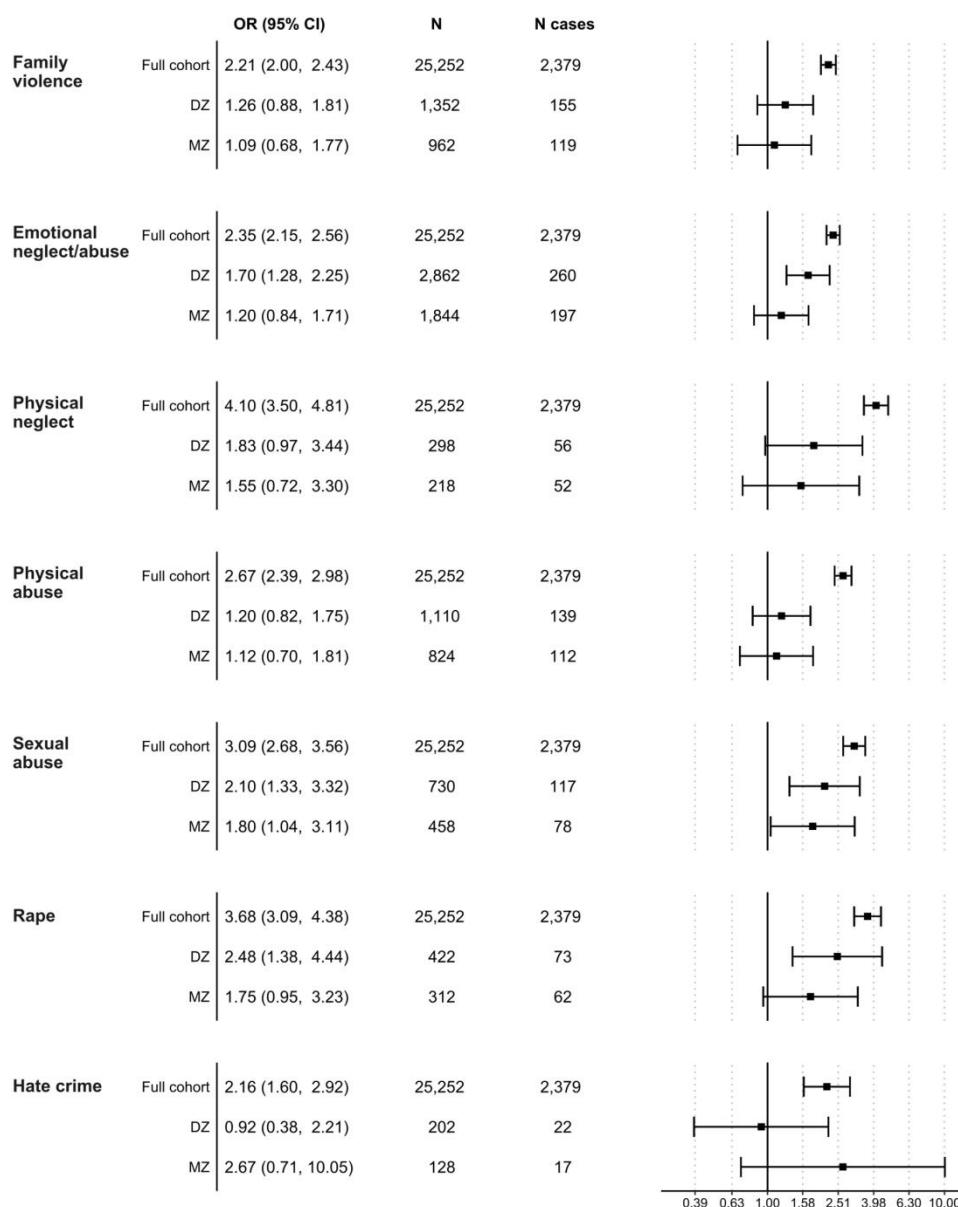 OR (95% CI) N N cases
Family violence
Full cohort 2.21 (2.00, 2.43) 25,252 2,379
DZ 1.26 (0.88, 1.81) 1,352 155
MZ 1.09 (0.68, 1.77) 962 119
Emotional neglect/abuse
Full cohort 2.35 (2.15, 2.56) 25,252 2,379
DZ 1.70 (1.28, 2.25) 2,862 260
MZ 1.20 (0.84, 1.71) 1,844 197
Physical neglect
Full cohort 4.10 (3.50, 4.81) 25,252 2,379
DZ 1.83 (0.97, 3.44) 298 56
MZ 1.55 (0.72, 3.30) 218 52
Physical abuse
Full cohort 2.67 (2.39, 2.98) 25,252 2,379
DZ 1.20 (0.82, 1.75) 1,110 139
MZ 1.12 (0.70, 1.81) 824 112
Sexual abuse
Full cohort 3.09 (2.68, 3.56) 25,252 2,379
DZ 2.10 (1.33, 3.32) 730 117
MZ 1.80 (1.04, 3.11) 458 78
Rape
Full cohort 3.68 (3.09, 4.38) 25,252 2,379
DZ 2.48 (1.38, 4.44) 422 73
MZ 1.75 (0.95, 3.23) 312 62
Hate crime
Full cohort 2.16 (1.60, 2.92) 25,252 2,379
DZ 0.92 (0.38, 2.21) 202 22
MZ 2.67 (0.71, 10.05) 128 17
0.39 0.63 1.00 1.58 2.51 3.98 6.30 10.00